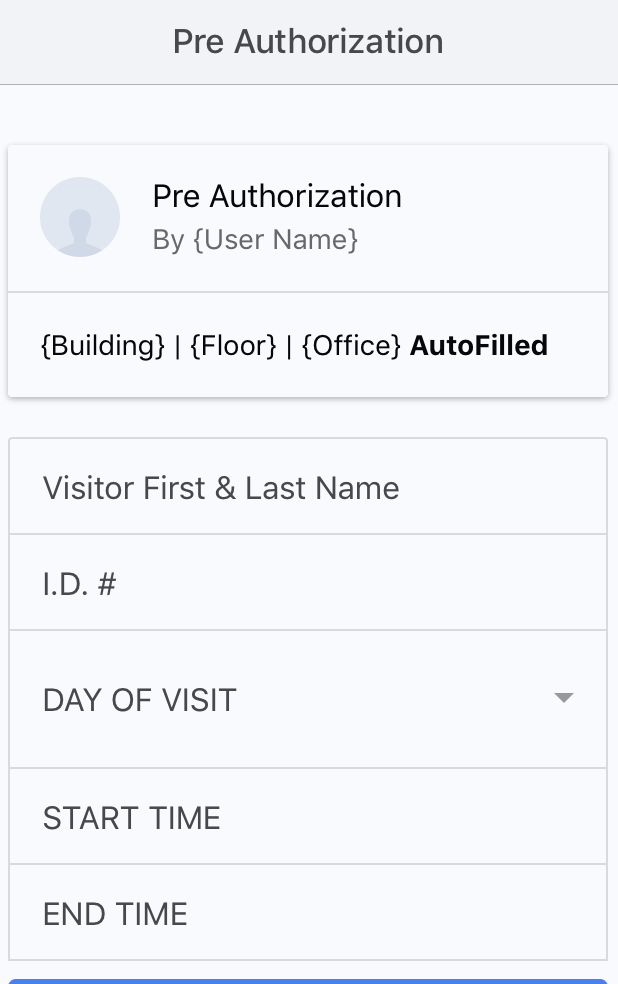 Pre Authorization
Pre Authorization
By {User Name}
{Building} | {Floor} | {Office} AutoFilled
Visitor First & Last Name
I.D. #
DAY OF VISIT
START TIME
END TIME